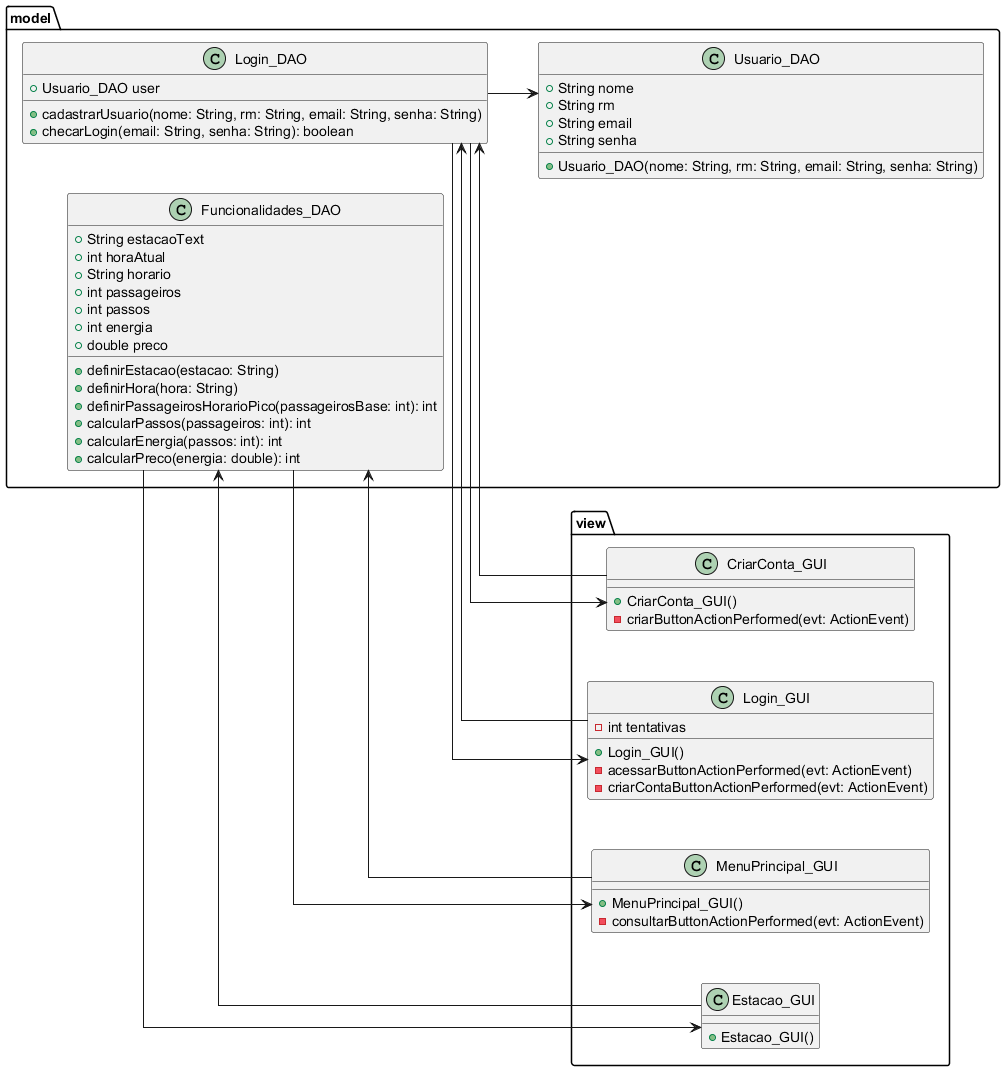 model
C Login_DAO
Usuario_DAO user
cadastrarUsuario(nome: String, rm: String, email: String, senha: String)
checarLogin(email: String, senha: String): boolean
C Usuario_DAO
String nome
String rm
String email
String senha
Usuario_DAO(nome: String, rm: String, email: String, senha: String)
C Funcionalidades_DAO
String estacaoText
int horaAtual
String horario
int passageiros
int passos
int energia
double preco
definirEstacao(estacao: String)
definirHora(hora: String)
definirPassageirosHorarioPico(passageirosBase: int): int
calcularPassos(passageiros: int): int
calcularEnergia(passos: int): int
calcularPreco(energia: double): int
view
C CriarConta_GUI
CriarConta_GUI()
criarButtonActionPerformed(evt: ActionEvent)
C Login_GUI
int tentativas
Login_GUI()
acessarButtonActionPerformed(evt: ActionEvent)
criarContaButtonActionPerformed(evt: ActionEvent)
C MenuPrincipal_GUI
MenuPrincipal_GUI()
consultarButtonActionPerformed(evt: ActionEvent)
C Estacao_GUI
Estacao_GUI()